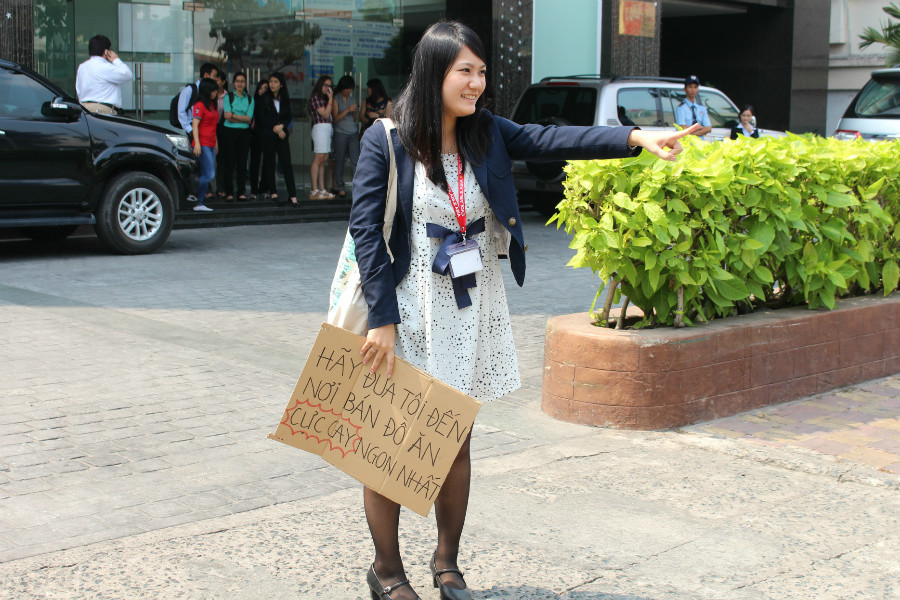 HÃY ĐƯA TÔI ĐẾN
NƠI BÁN ĐỒ ĂN
CỰC CAY NGON NHẤT